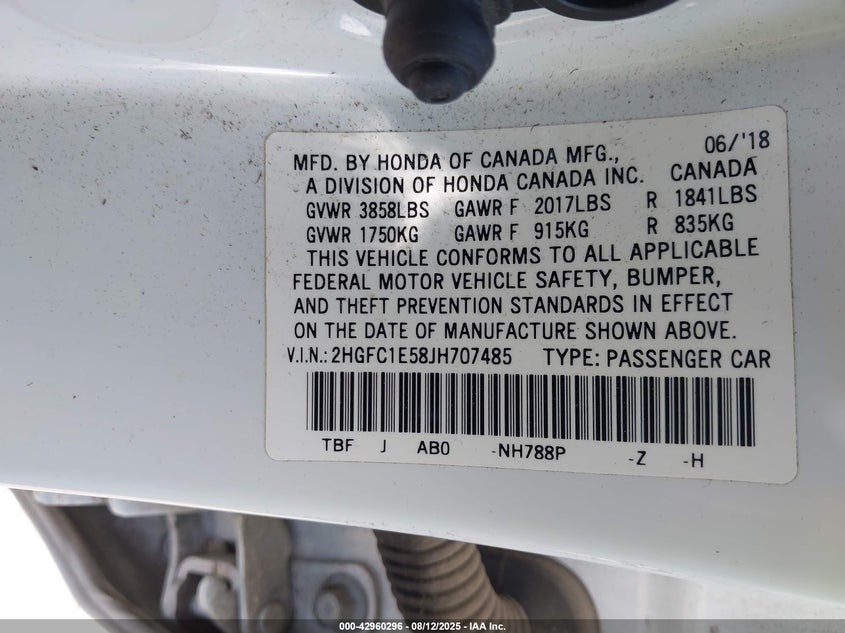 06/'18
MFD. BY HONDA OF CANADA MFG.,
A DIVISION OF HONDA CANADA INC. CANADA
GVWR 3858LBS GAWR F 2017LBS R 1841LBS
GVWR 1750KG GAWR F 915KG R 835KG
THIS VEHICLE CONFORMS TO ALL APPLICABLE
FEDERAL MOTOR VEHICLE SAFETY, BUMPER,
AND THEFT PREVENTION STANDARDS IN EFFECT
ON THE DATE OF MANUFACTURE SHOWN ABOVE.
V.I.N.: 2HGFC1E58JH707485 TYPE: PASSENGER CAR
TBF J AB0 -NH788P -Z -H
000-42960296 - 08/12/2025 - IAA Inc.